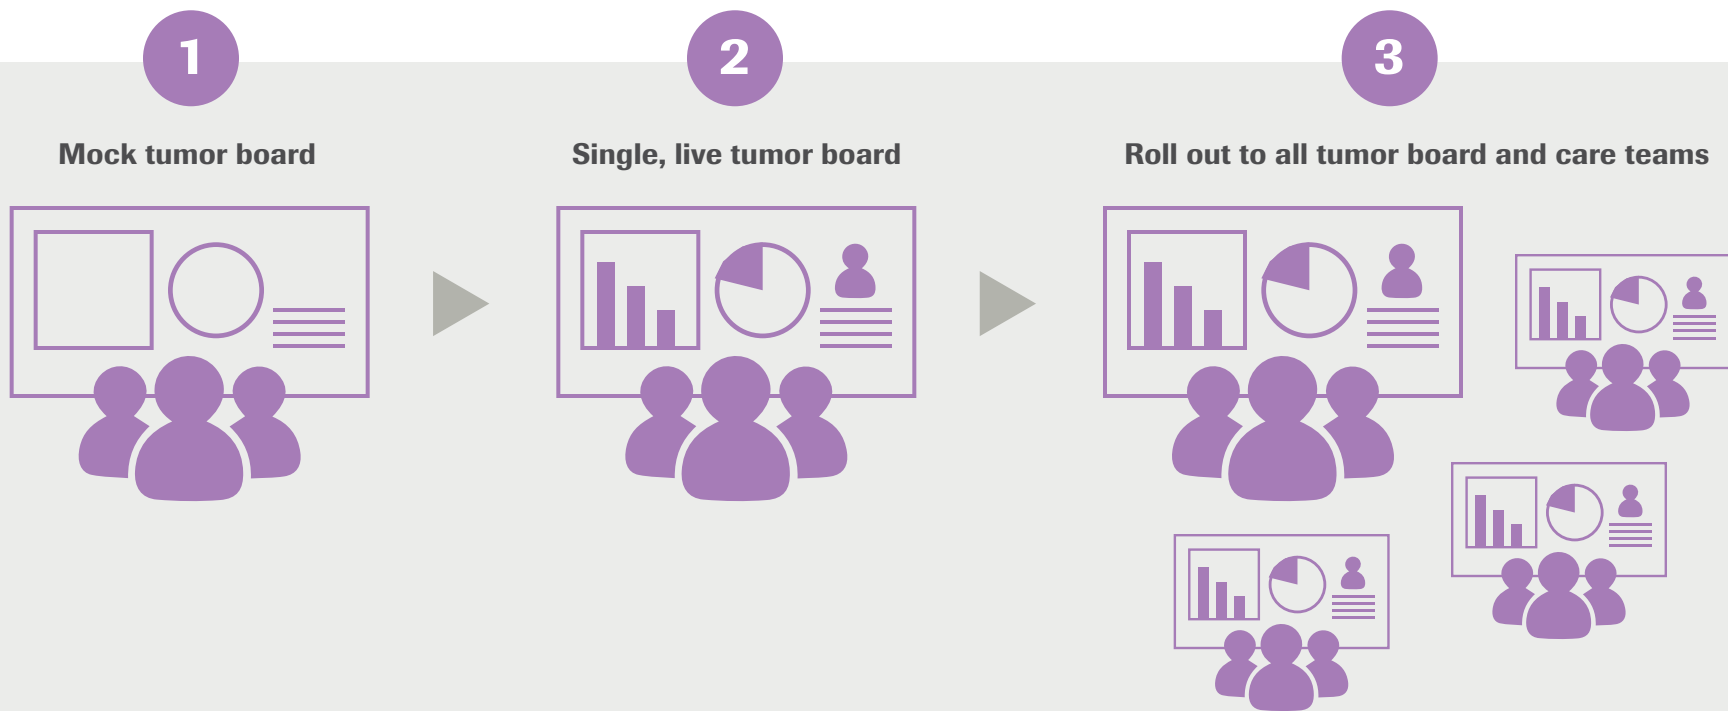 1
Mock tumor board
2
Single, live tumor board
3
Roll out to all tumor board and care teams